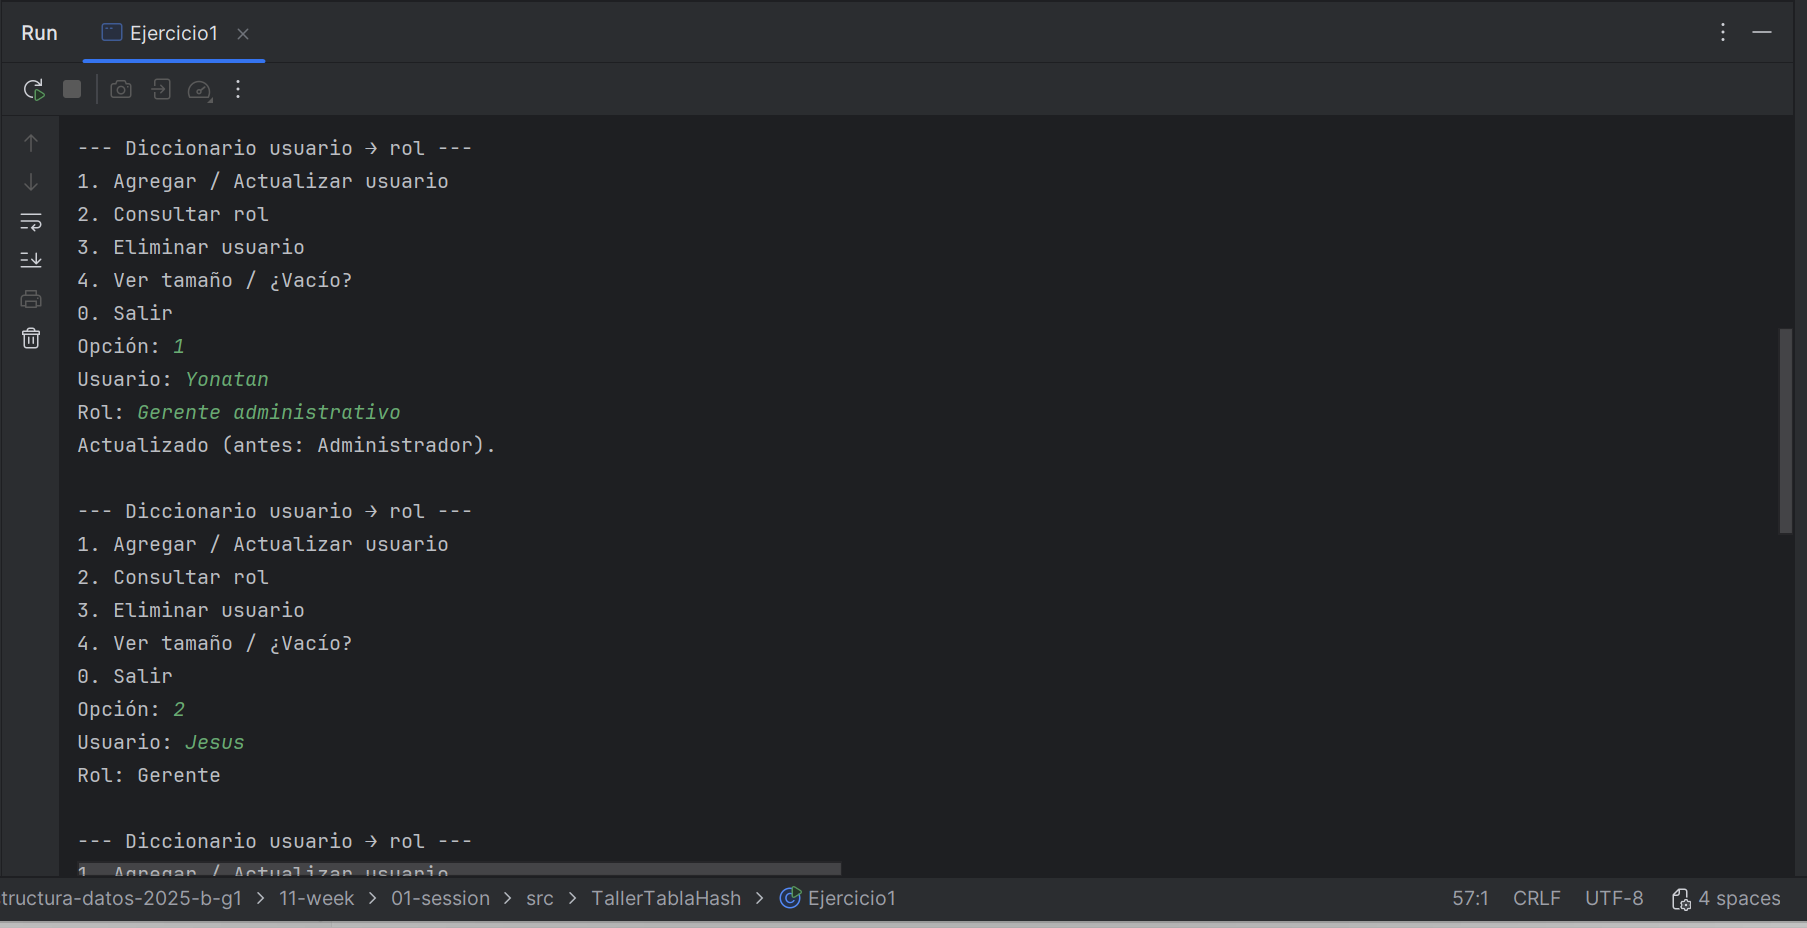 Run Ejercicio1
--- Diccionario usuario → rol ---
1. Agregar / Actualizar usuario
2. Consultar rol
3. Eliminar usuario
4. Ver tamaño / ¿Vacío?
0. Salir
Opción: 1
Usuario: Yonatan
Rol: Gerente administrativo
Actualizado (antes: Administrador).
--- Diccionario usuario → rol ---
1. Agregar / Actualizar usuario
2. Consultar rol
3. Eliminar usuario
4. Ver tamaño / ¿Vacío?
0. Salir
Opción: 2
Usuario: Jesus
Rol: Gerente
--- Diccionario usuario → rol ---
1. Agregar / Actualizar usuario
tructura-datos-2025-b-g1 > 11-week > 01-session > src > TallerTablaHash > Ejercicio1 57:1 CRLF UTF-8 4 spaces